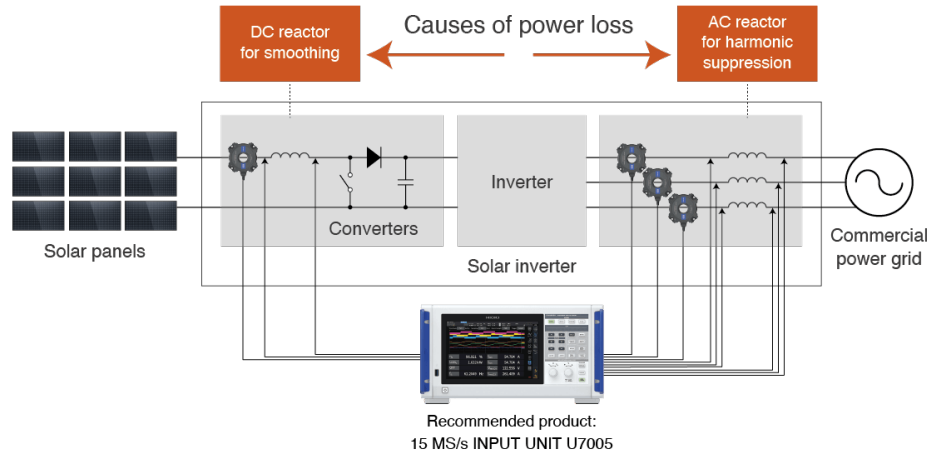 Causes of power loss
DC reactor
for smoothing
AC reactor
for harmonic
suppression
Inverter
Converters
Solar panels
Solar inverter
Commercial
power grid
Recommended product:
15 MS/s INPUT UNIT U7005